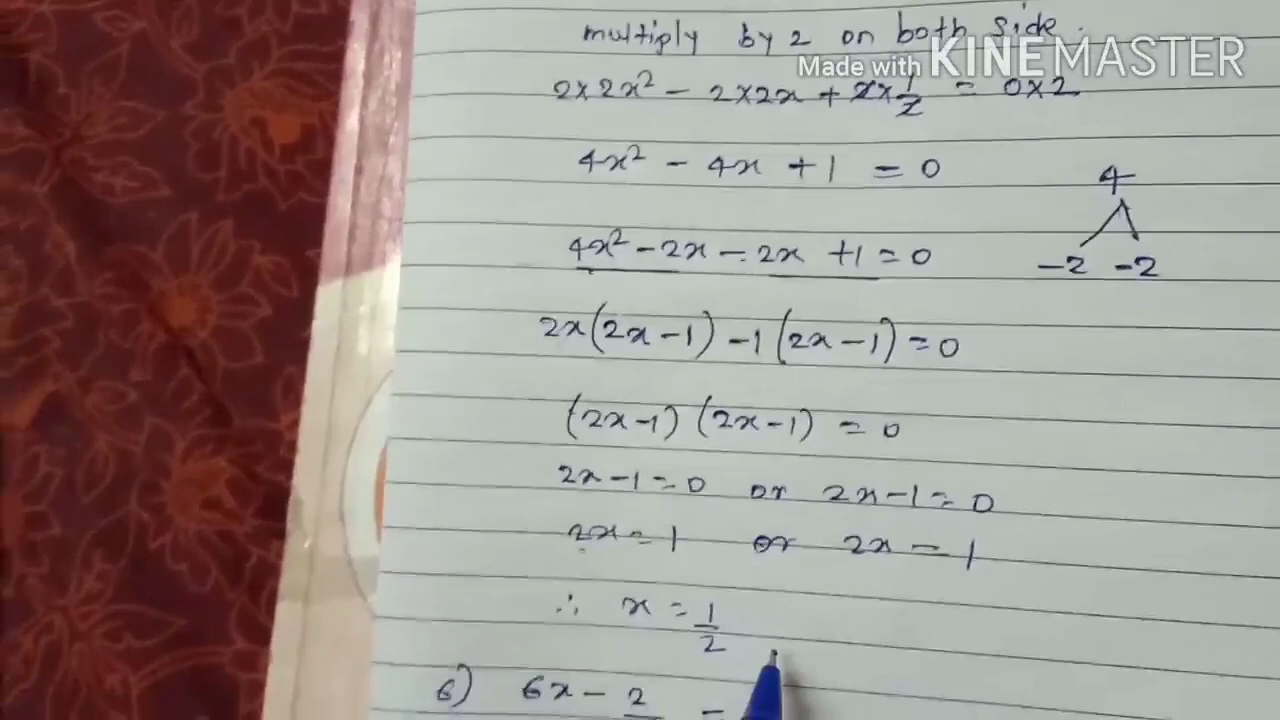 multiply by 2 on both side.
Made with KINEMASTER
2×2x² - 2×2x + 2×1/2 = 0×2
4x² - 4x + 1 = 0
4
-2 -2
4x² - 2x - 2x + 1 = 0
2x(2x-1) -1(2x-1) = 0
(2x-1) (2x-1) = 0
2x-1=0 or 2x-1=0
2x=1 or 2x=1
∴ x = 1/2
6) 6x - 2 =